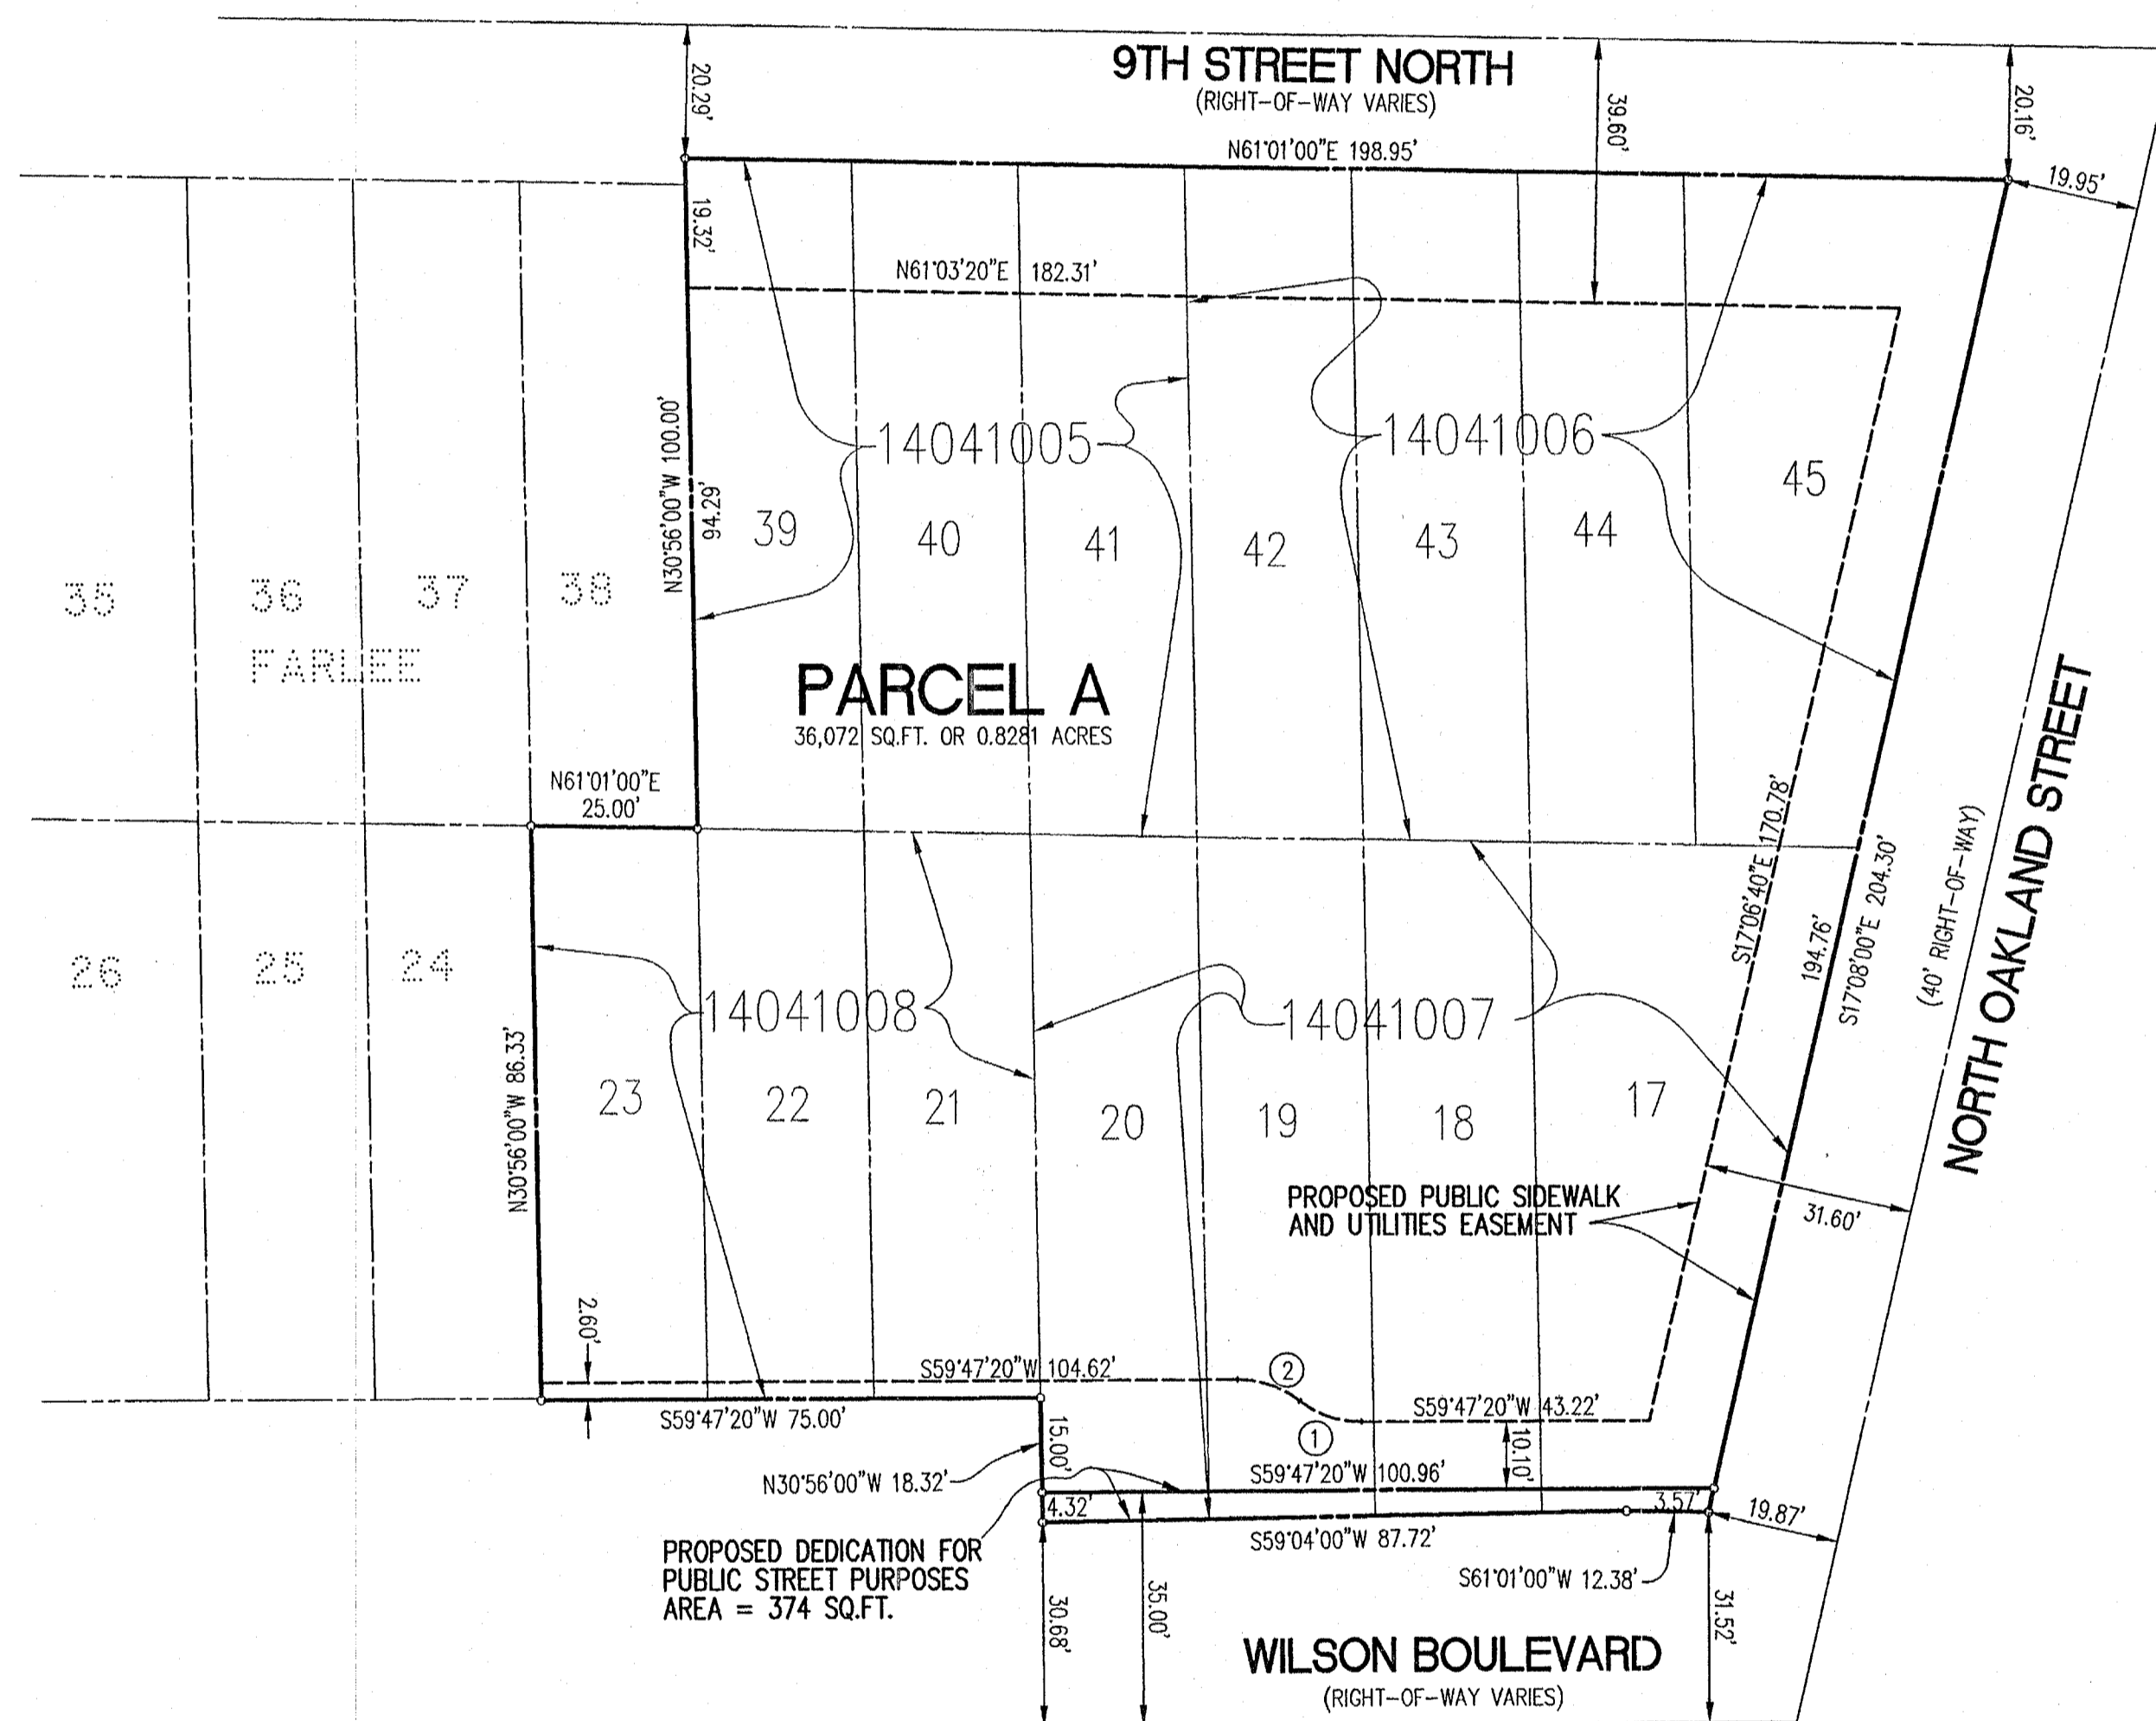 9TH STREET NORTH
(RIGHT-OF-WAY VARIES)
20.29'
39.60'
20.16'
19.95'
N61°01'00"E 198.95'
19.32'
N61°03'20"E 182.31'
N30°56'00"W 100.00'
94.29'
14041005
14041006
39
40
41
42
43
44
45
35
36
37
38
FARLEE
PARCEL A
36,072 SQ.FT. OR 0.8281 ACRES
N61°01'00"E
25.00'
S17°06'40"E 170.78'
194.76'
S17°08'00"E 204.30'
(40' RIGHT-OF-WAY)
NORTH OAKLAND STREET
26
25
24
14041008
14041007
N30°56'00"W 86.33'
23
22
21
20
19
18
17
PROPOSED PUBLIC SIDEWALK
AND UTILITIES EASEMENT
31.60'
2.60'
S59°47'20"W 104.62'
2
S59°47'20"W 43.22'
S59°47'20"W 75.00'
1
15.00'
10.10'
N30°56'00"W 18.32'
S59°47'20"W 100.96'
4.32'
3.57'
19.87'
S59°04'00"W 87.72'
PROPOSED DEDICATION FOR
PUBLIC STREET PURPOSES
AREA = 374 SQ.FT.
S61°01'00"W 12.38'
30.68'
35.00'
31.52'
WILSON BOULEVARD
(RIGHT-OF-WAY VARIES)